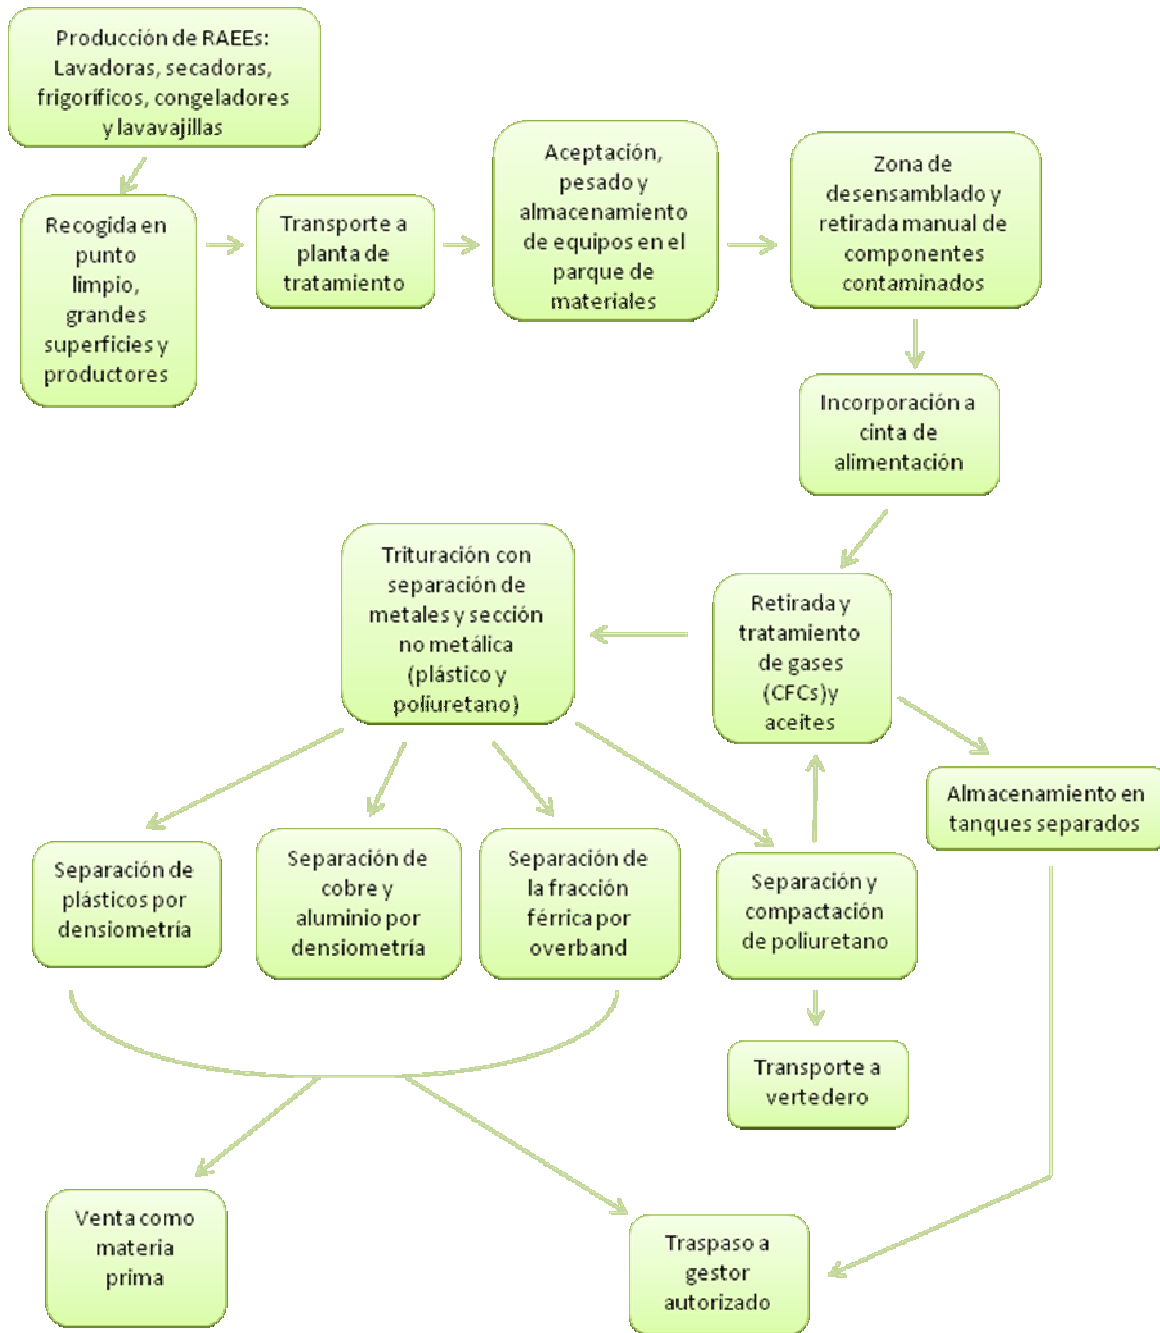 Producción de RAEEs:
Lavadoras, secadoras,
frigoríficos, congeladores
y lavavajillas
Recogida en
punto
limpio,
grandes
superficies y
productores
Transporte a
planta de
tratamiento
Aceptación,
pesado y
almacenamiento
de equipos en el
parque de
materiales
Zona de
desensamblado y
retirada manual de
componentes
contaminados
Incorporación a
cinta de
alimentación
Retirada y
tratamiento
de gases
(CFCs)y
aceites
Trituración con
separación de
metales y sección
no metálica
(plástico y
poliuretano)
Almacenamiento en
tanques separados
Separación de
plásticos por
densiometría
Separación de
cobre y
aluminio por
densiometría
Separación de
la fracción
férrica por
overband
Separación y
compactación
de poliuretano
Transporte a
vertedero
Venta como
materia
prima
Traspaso a
gestor
autorizado